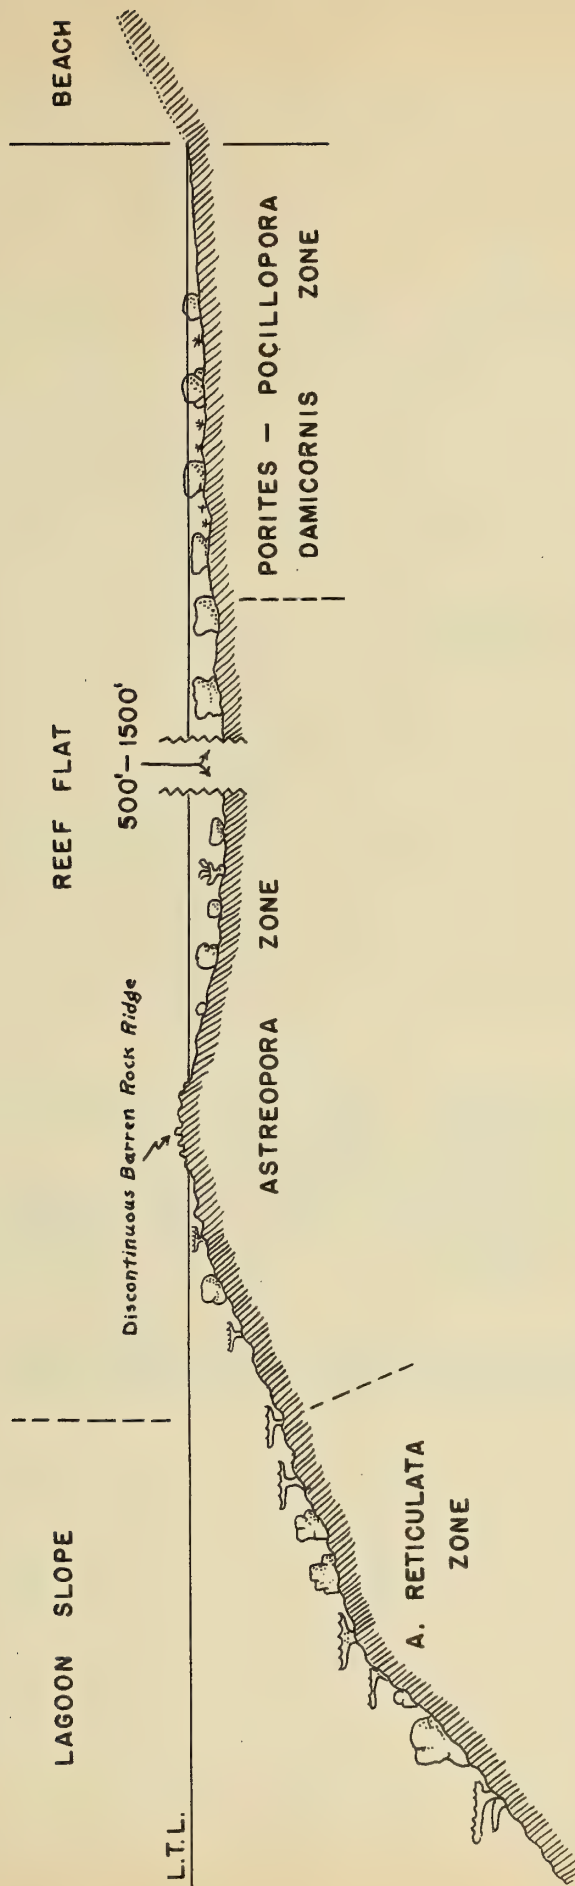 LAGOON SLOPE
REEF FLAT
BEACH
500'–1500'
Discontinuous Barren Rock Ridge
L.T.L.
ASTREOPORA ZONE
PORITES – POCILLOPORA
DAMICORNIS ZONE
A. RETICULATA
ZONE